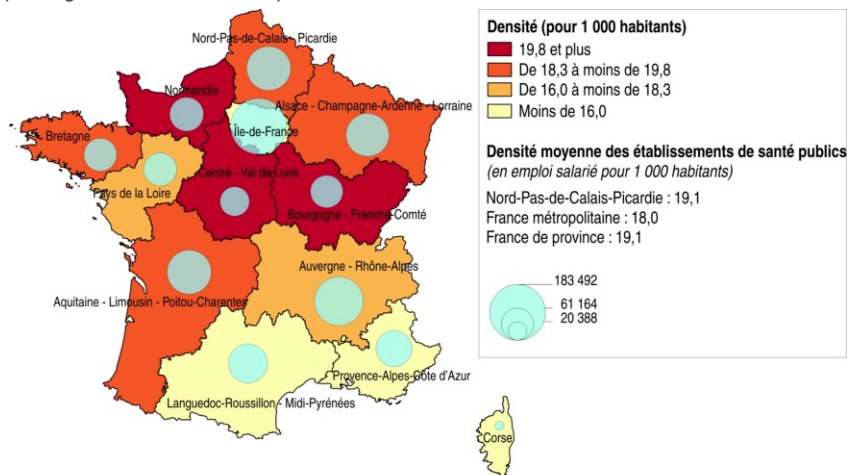 Nord-Pas-de-Calais - Picardie
Normandie
Alsace - Champagne-Ardenne - Lorraine
Île-de-France
Bretagne
Pays de la Loire
Centre - Val de Loire
Bourgogne - Franche-Comté
Auvergne - Rhône-Alpes
Aquitaine - Limousin - Poitou-Charentes
Provence-Alpes-Côte d'Azur
Languedoc-Roussillon - Midi-Pyrénées
Corse
Densité (pour 1 000 habitants)
19,8 et plus
De 18,3 à moins de 19,8
De 16,0 à moins de 18,3
Moins de 16,0
Densité moyenne des établissements de santé publics
(en emploi salarié pour 1 000 habitants)
Nord-Pas-de-Calais-Picardie : 19,1
France métropolitaine : 18,0
France de province : 19,1
183 492
61 164
20 388